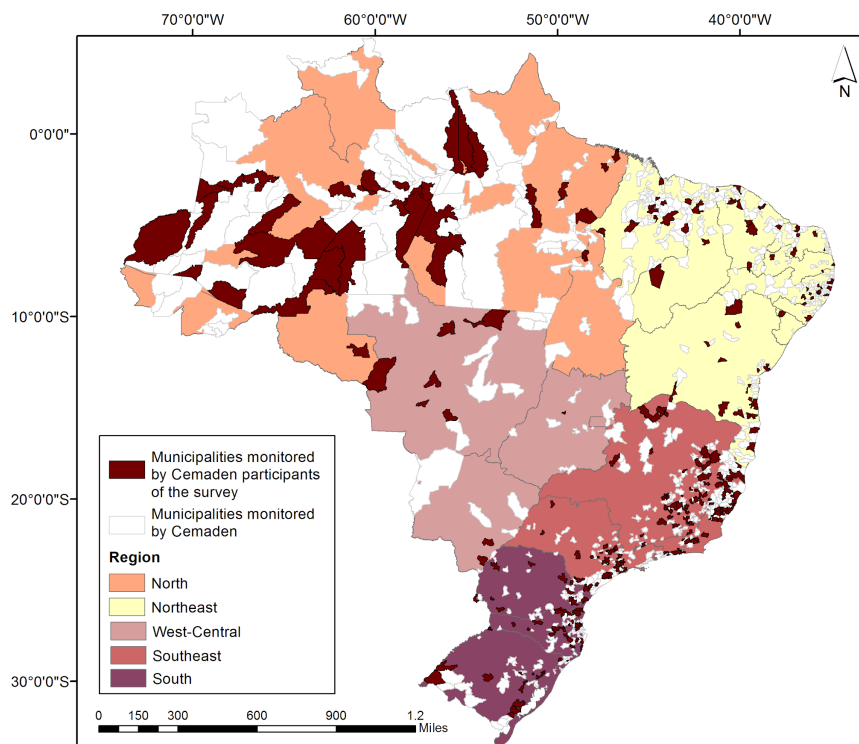 70°0'0"W 60°0'0"W 50°0'0"W 40°0'0"W
N
0°0'0"
10°0'0"S
20°0'0"S
30°0'0"S
Municipalities monitored
by Cemaden participants
of the survey
Municipalities monitored
by Cemaden
Region
North
Northeast
West-Central
Southeast
South
0 150 300 600 900 1.2
Miles